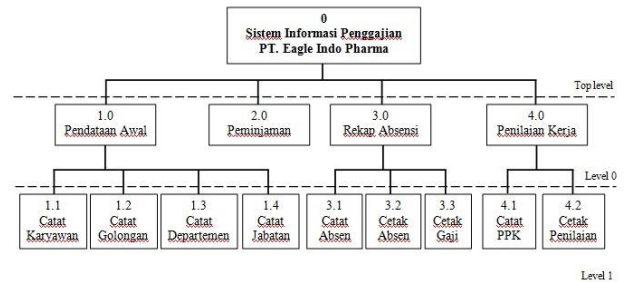 0
Sistem Informasi Penggajian
PT. Eagle Indo Pharma
Top level
1.0
Pendataan Awal
2.0
Peminjaman
3.0
Rekap Absensi
4.0
Penilaian Kerja
Level 0
1.1
Catat
Karyawan
1.2
Catat
Golongan
1.3
Catat
Departemen
1.4
Catat
Jabatan
3.1
Catat
Absen
3.2
Cetak
Absen
3.3
Cetak
Gaji
4.1
Catat
PPK
4.2
Cetak
Penilaian
Level 1